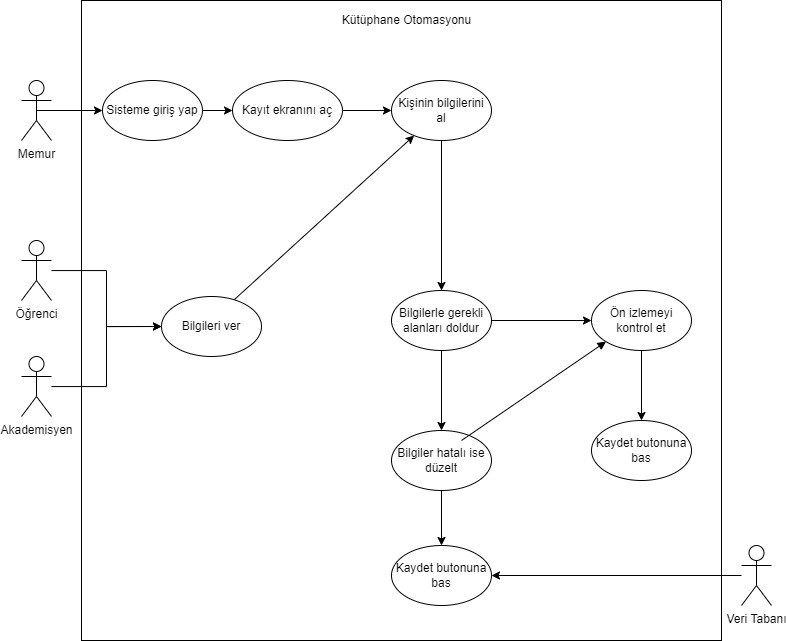 Kütüphane Otomasyonu
Sisteme giriş yap
Kayıt ekranını aç
Kişinin bilgilerini
al
Memur
Öğrenci
Bilgileri ver
Bilgilerle gerekli
alanları doldur
Ön izlemeyi
kontrol et
Akademisyen
Bilgiler hatalı ise
düzelt
Kaydet butonuna
bas
Kaydet butonuna
bas
Veri Tabanı